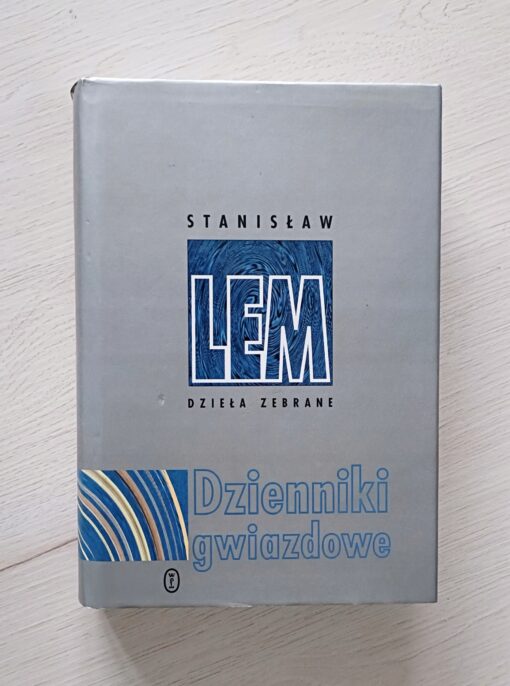 STANISŁAW
LEM
DZIEŁA ZEBRANE
Dzienniki
gwiazdowe